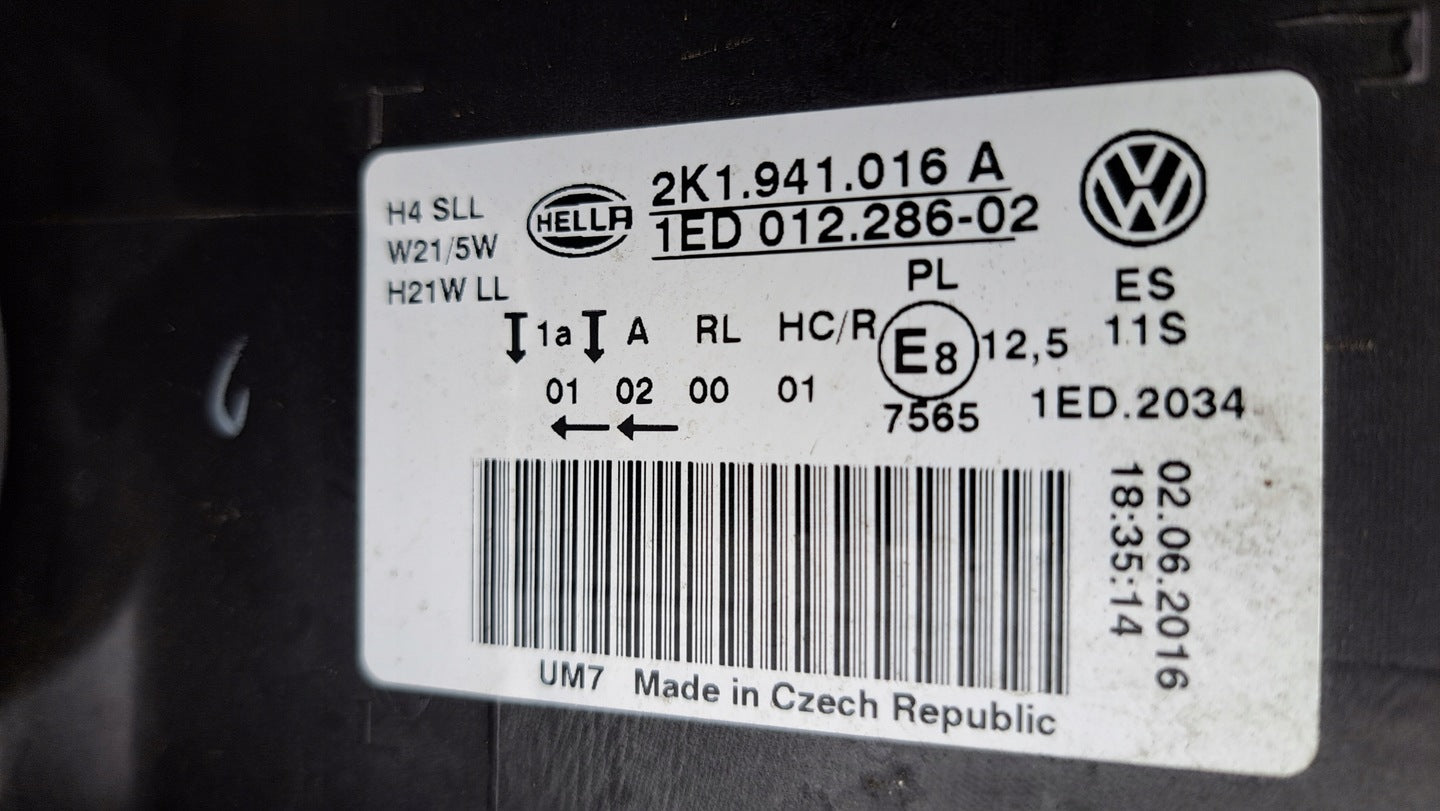 H4 SLL
W21/5W
H21W LL
HELLA
2K1.941.016 A
1ED 012.286-02
VW
PL
ES
1a A RL HC/R E8 12,5 11S
01 02 00 01
7565 1ED.2034
02.06.2016
18:35:14
UM7 Made in Czech Republic